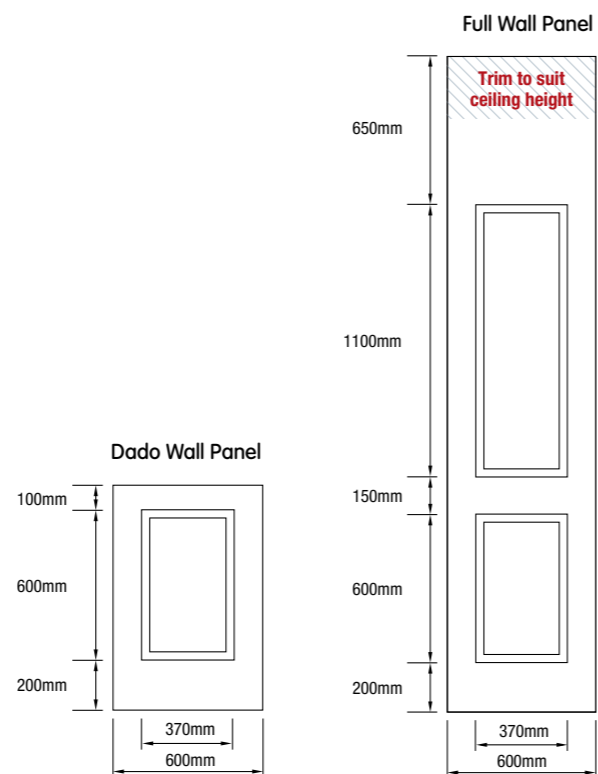 Full Wall Panel
Trim to suit
ceiling height
650mm
1100mm
150mm
600mm
200mm
370mm
600mm
Dado Wall Panel
100mm
600mm
200mm
370mm
600mm